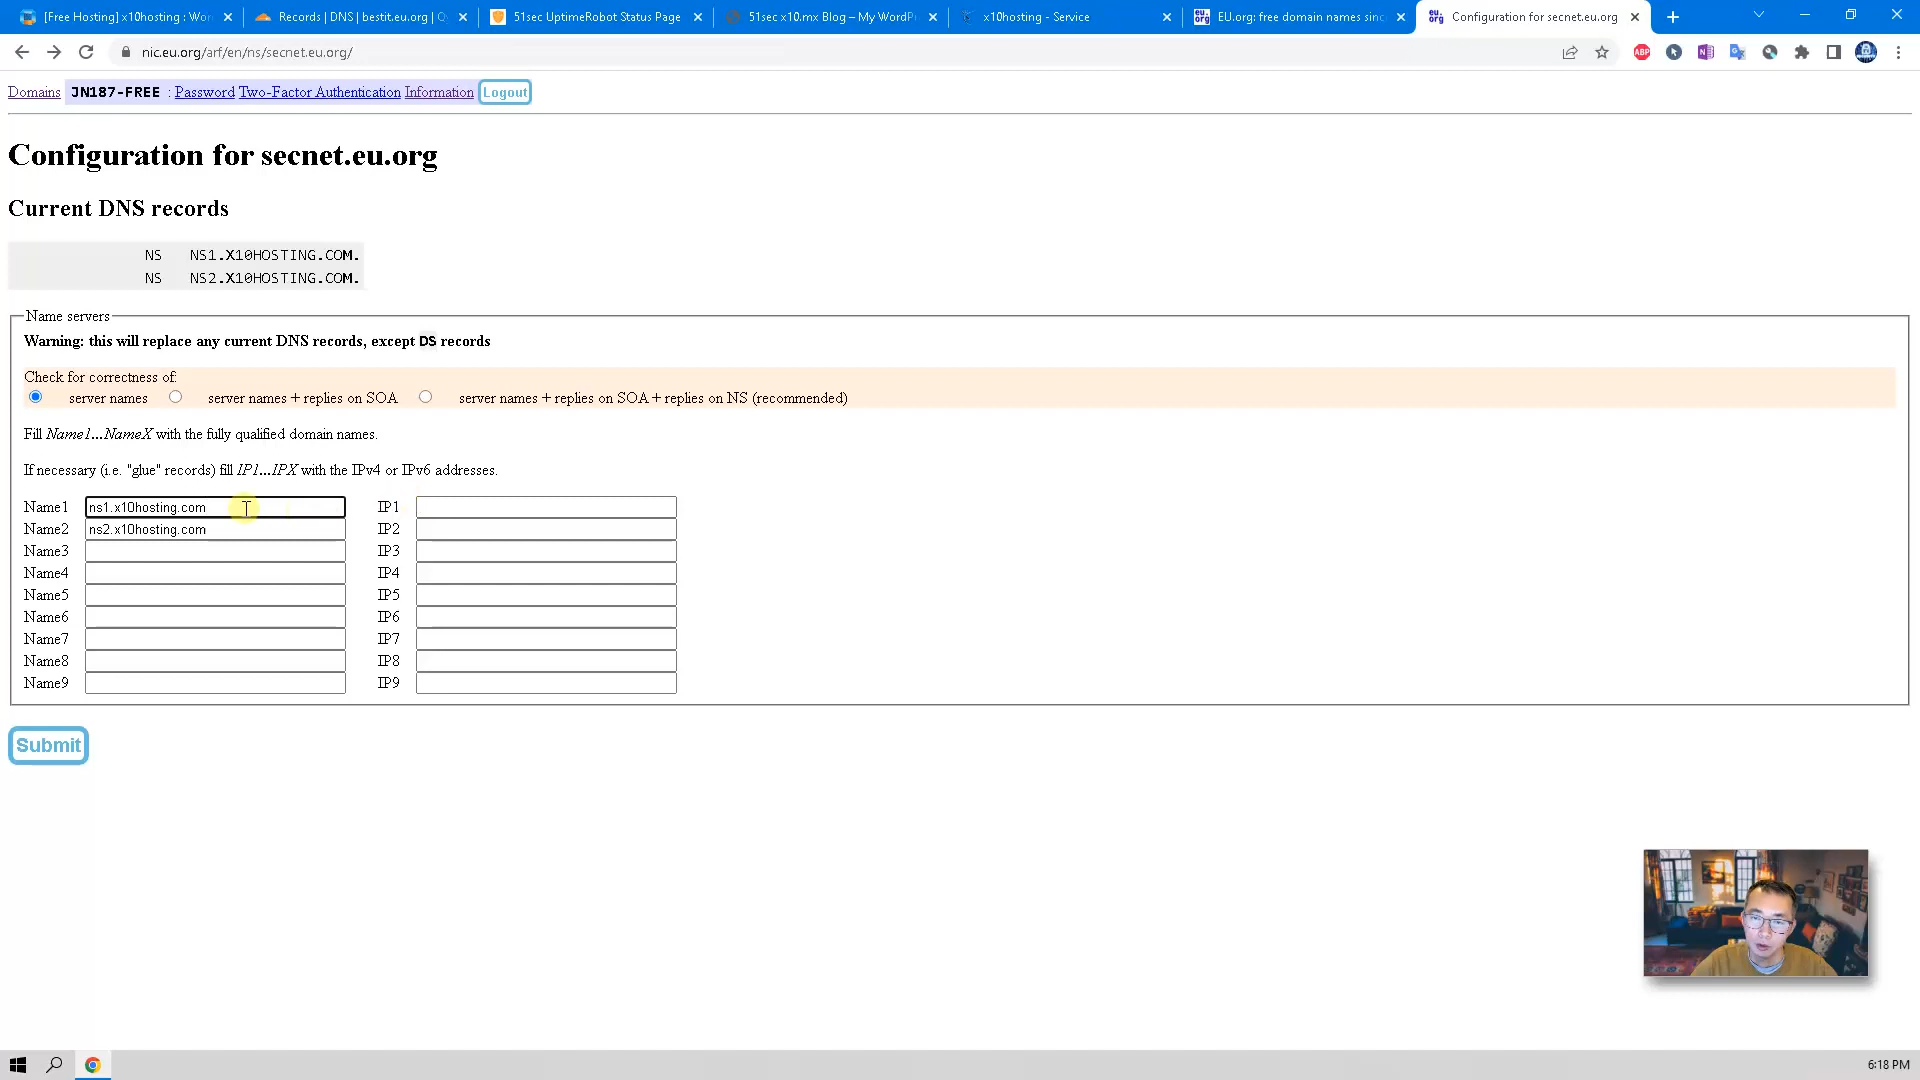 [Free Hosting] x10hosting : Wor
Records | DNS | bestit.eu.org |
51sec UptimeRobot Status Page
51sec x10.mx Blog – My WordPr
x10hosting - Service
EU.org: free domain names sinc
Configuration for secnet.eu.org
nic.eu.org/arf/en/ns/secnet.eu.org/
Domains JN187-FREE : Password Two-Factor Authentication Information Logout
Configuration for secnet.eu.org
Current DNS records
NS NS1.X10HOSTING.COM.
NS NS2.X10HOSTING.COM.
Name servers
Warning: this will replace any current DNS records, except DS records
Check for correctness of:
server names server names + replies on SOA server names + replies on SOA + replies on NS (recommended)
Fill Name1...NameX with the fully qualified domain names.
If necessary (i.e. "glue" records) fill IP1...IPX with the IPv4 or IPv6 addresses.
Name1 ns1.x10hosting.com IP1
Name2 ns2.x10hosting.com IP2
Name3 IP3
Name4 IP4
Name5 IP5
Name6 IP6
Name7 IP7
Name8 IP8
Name9 IP9
Submit
6:18 PM